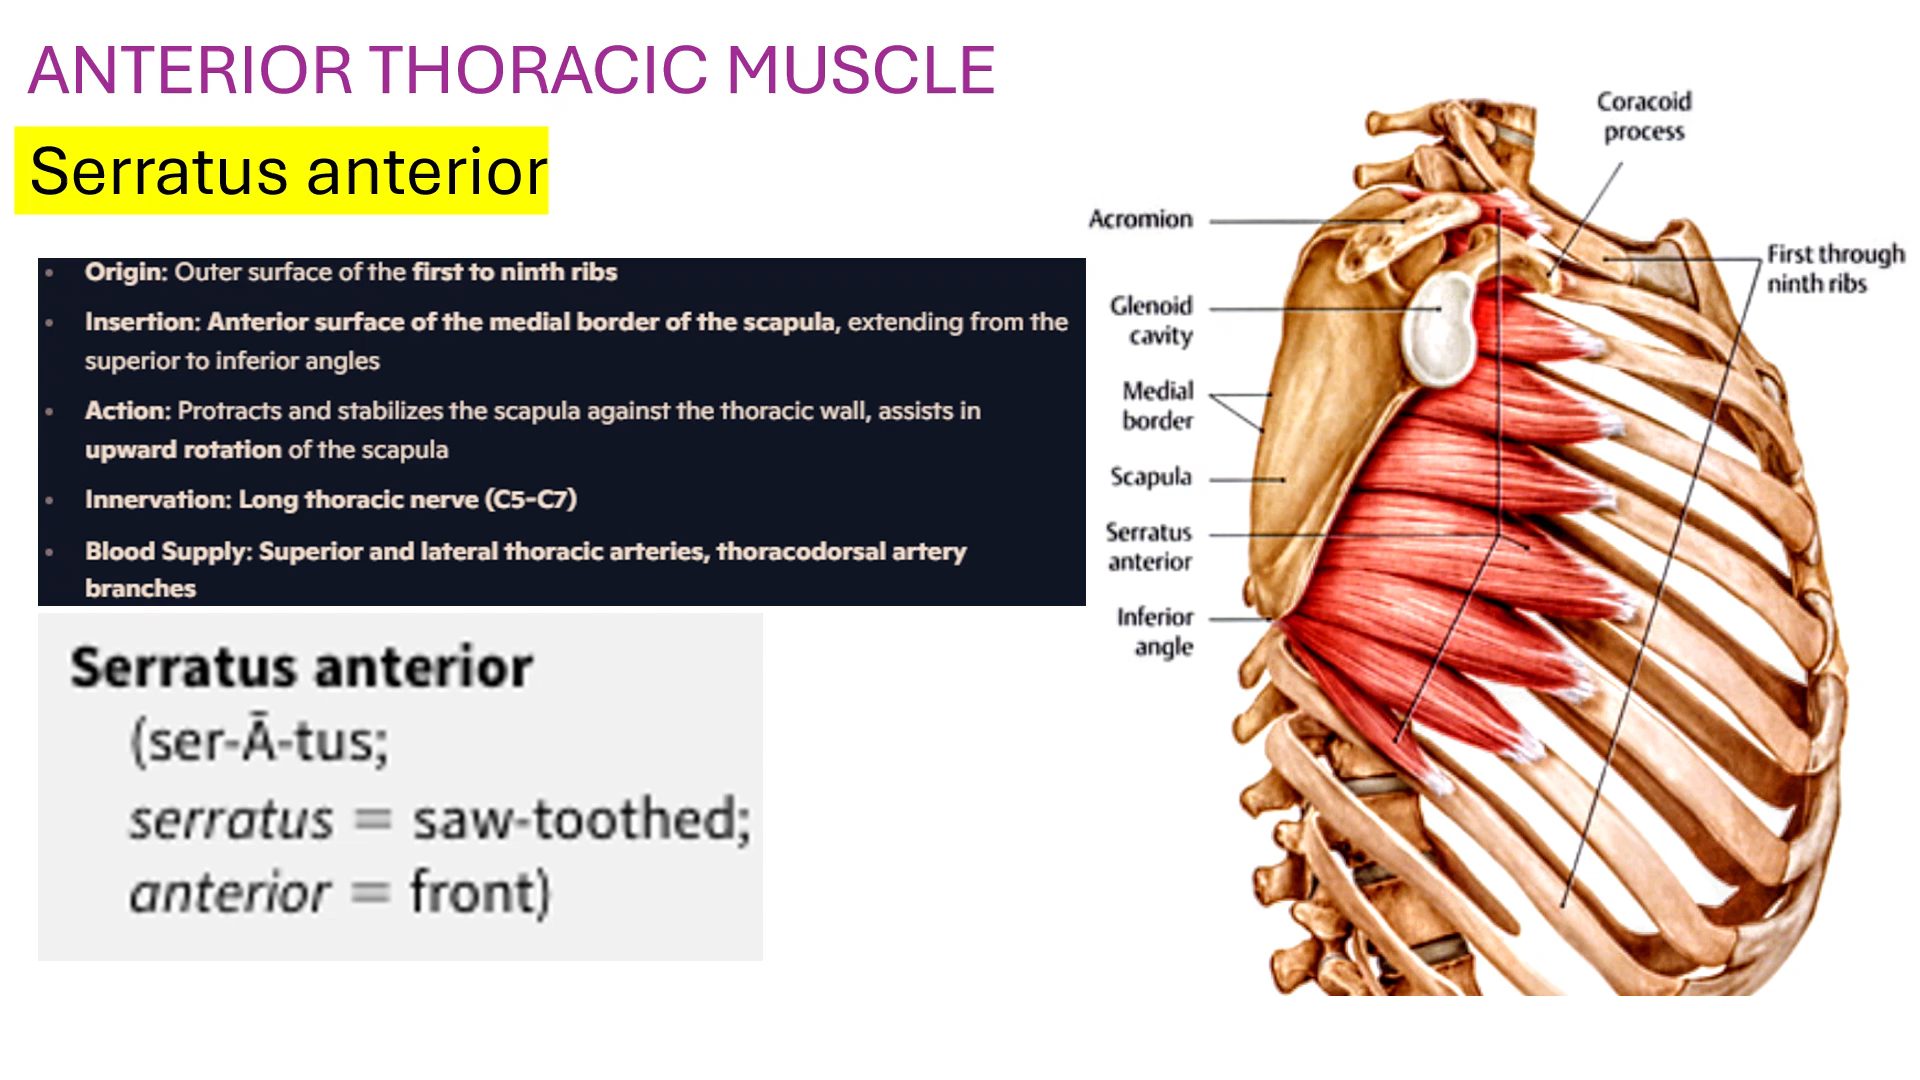 ANTERIOR THORACIC MUSCLE
Serratus anterior
• Origin: Outer surface of the first to ninth ribs
• Insertion: Anterior surface of the medial border of the scapula, extending from the
superior to inferior angles
• Action: Protracts and stabilizes the scapula against the thoracic wall, assists in
upward rotation of the scapula
• Innervation: Long thoracic nerve (C5–C7)
• Blood Supply: Superior and lateral thoracic arteries, thoracodorsal artery
branches
Serratus anterior
(ser-Ā-tus;
serratus = saw-toothed;
anterior = front)
Coracoid
process
Acromion
First through
ninth ribs
Glenoid
cavity
Medial
border
Scapula
Serratus
anterior
Inferior
angle